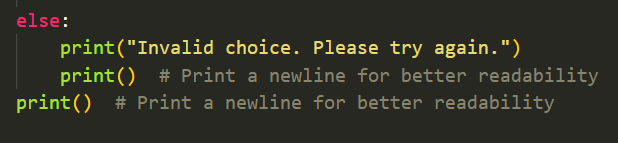 else:
    print("Invalid choice. Please try again.")
    print()  # Print a newline for better readability
print()  # Print a newline for better readability